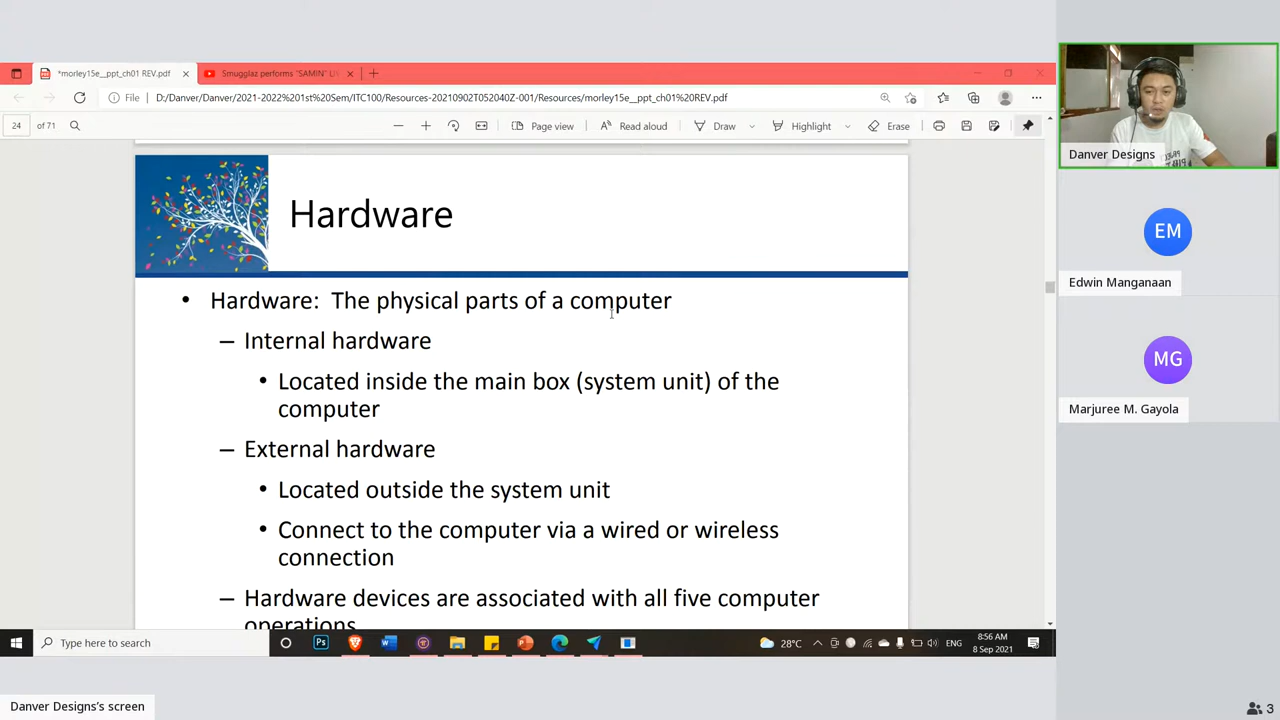 *morley15e__ppt_ch01 REV.pdf
Smugglaz performs "SAMIN" LI
File
D:/Danver/Danver/2021-2022%201st%20Sem/ITC100/Resources-20210902T052040Z-001/Resources/morley15e__ppt_ch01%20REV.pdf
24 of 71
Page view
Read aloud
Draw
Highlight
Erase
Hardware
• Hardware: The physical parts of a computer
– Internal hardware
• Located inside the main box (system unit) of the
computer
– External hardware
• Located outside the system unit
• Connect to the computer via a wired or wireless
connection
– Hardware devices are associated with all five computer
operations
Type here to search
Ps
28°C
ENG
8:56 AM
8 Sep 2021
Danver Designs's screen
Danver Designs
EM
Edwin Manganaan
MG
Marjuree M. Gayola
3